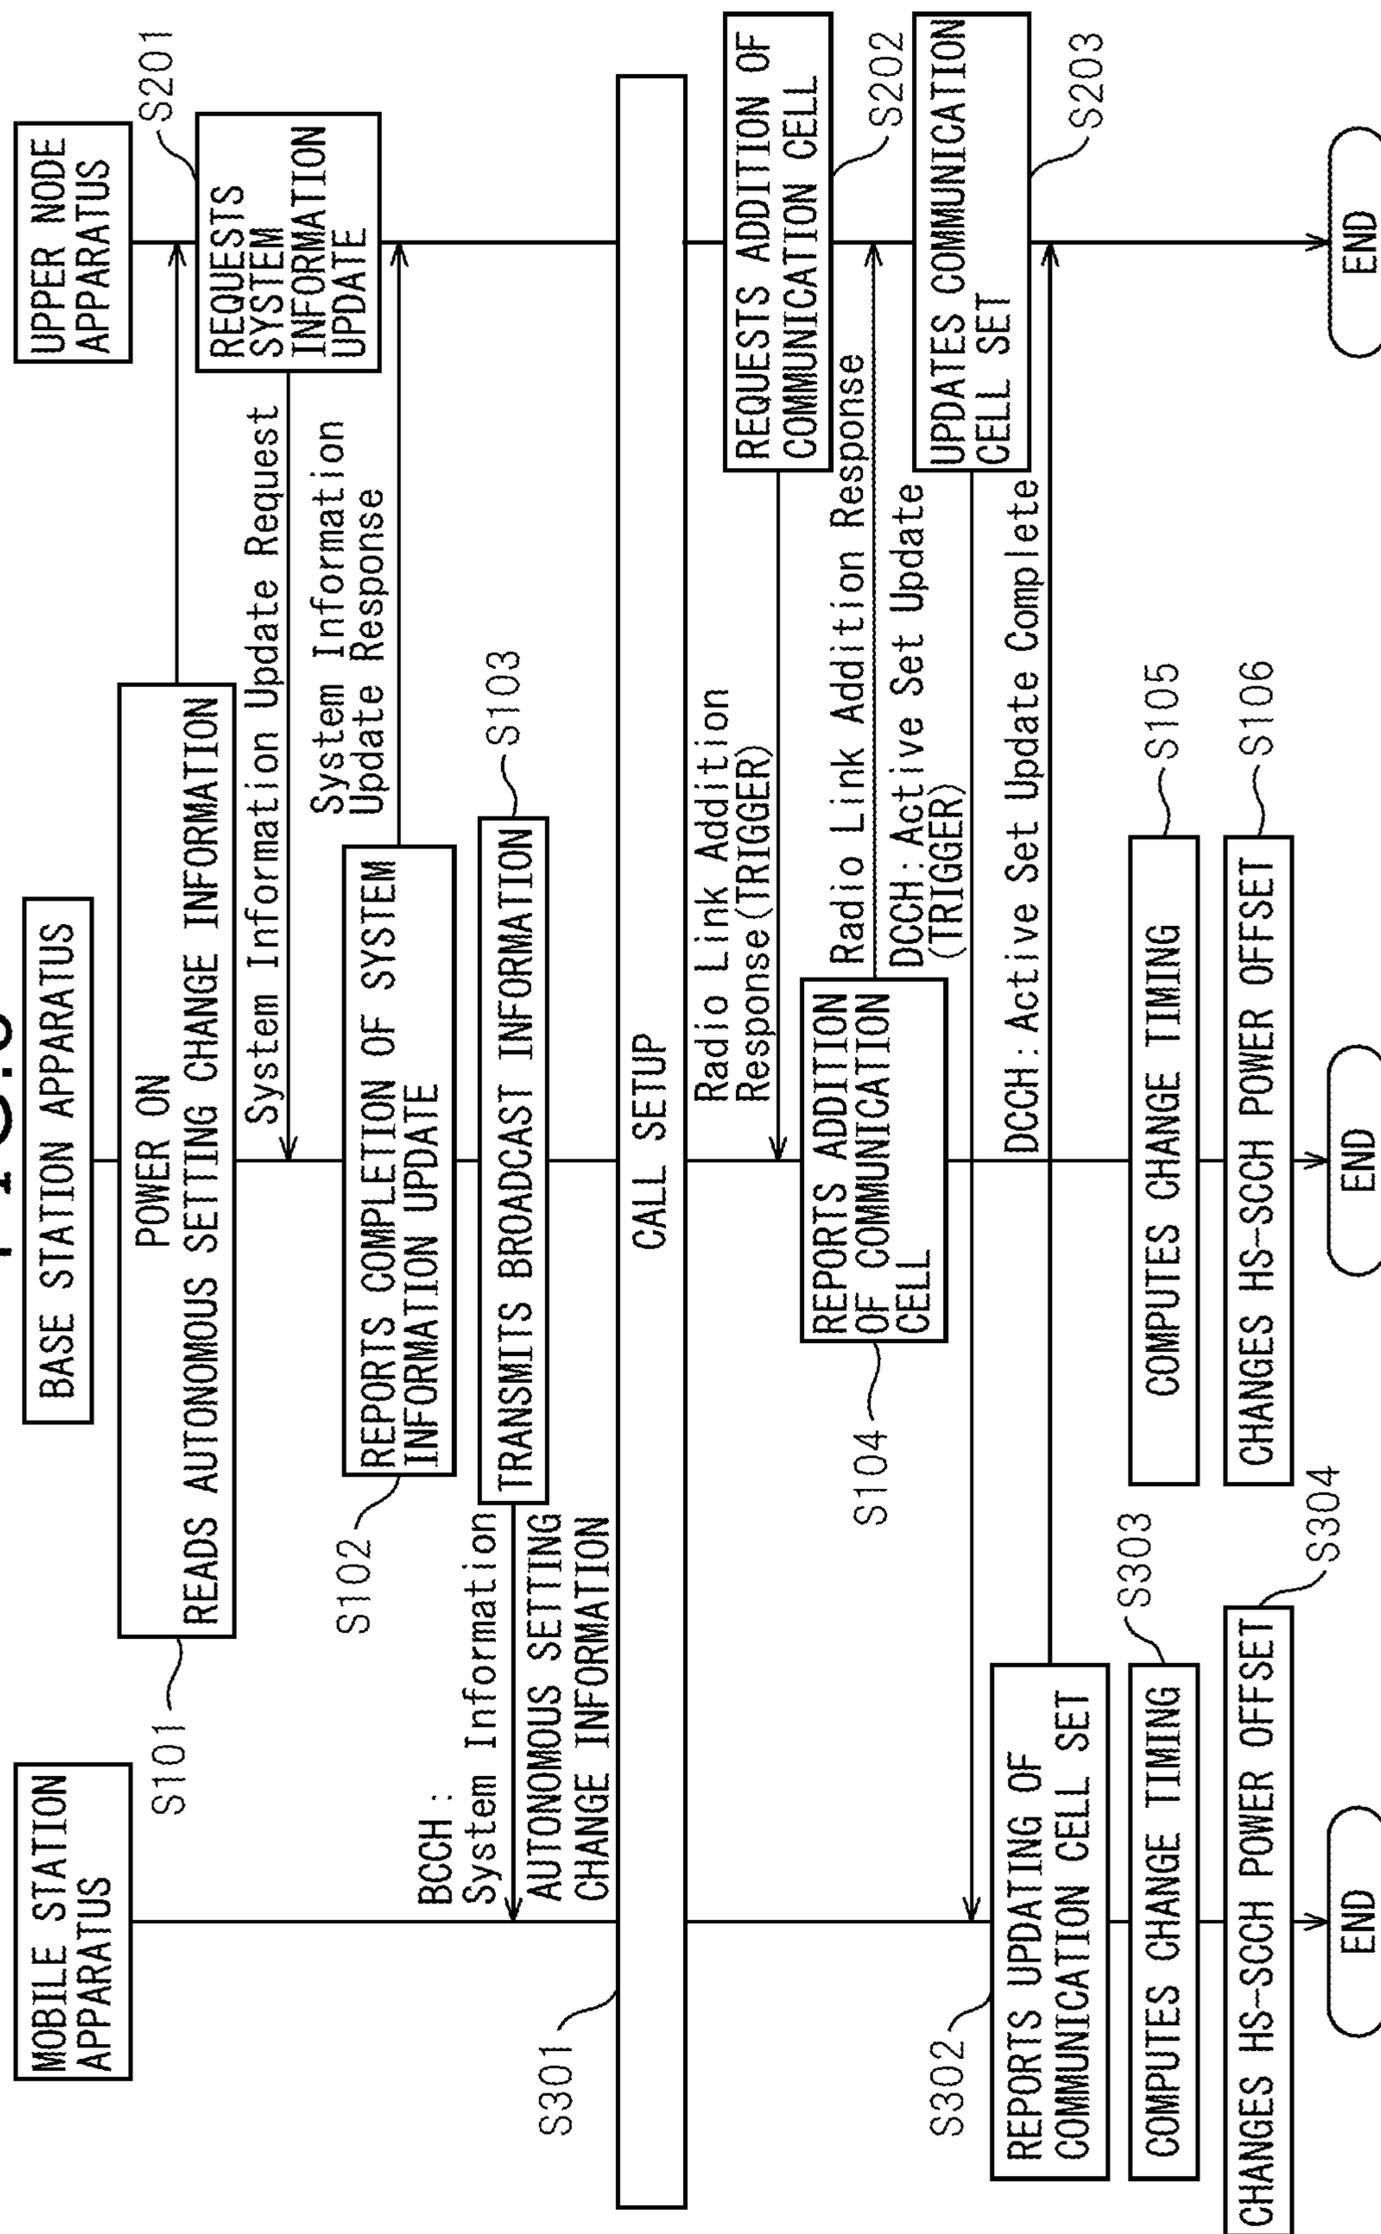 MOBILE STATION
APPARATUS
BASE STATION APPARATUS
UPPER NODE
APPARATUS
S101
POWER ON
READS AUTONOMOUS SETTING CHANGE INFORMATION
S201
REQUESTS
SYSTEM
INFORMATION
UPDATE
System Information Update Request
System Information
Update Response
S102
REPORTS COMPLETION OF SYSTEM
INFORMATION UPDATE
BCCH:
System Information
AUTONOMOUS SETTING
CHANGE INFORMATION
TRANSMITS BROADCAST INFORMATION
S103
S301
CALL SETUP
Radio Link Addition
Response(TRIGGER)
REQUESTS ADDITION OF
COMMUNICATION CELL
S202
S104
REPORTS ADDITION
OF COMMUNICATION
CELL
Radio Link Addition Response
DCCH:Active Set Update
(TRIGGER)
UPDATES COMMUNICATION
CELL SET
S203
S302
REPORTS UPDATING OF
COMMUNICATION CELL SET
DCCH:Active Set Update Complete
COMPUTES CHANGE TIMING
S303
COMPUTES CHANGE TIMING
S105
CHANGES HS-SCCH POWER OFFSET
S304
CHANGES HS-SCCH POWER OFFSET
S106
END
END
END